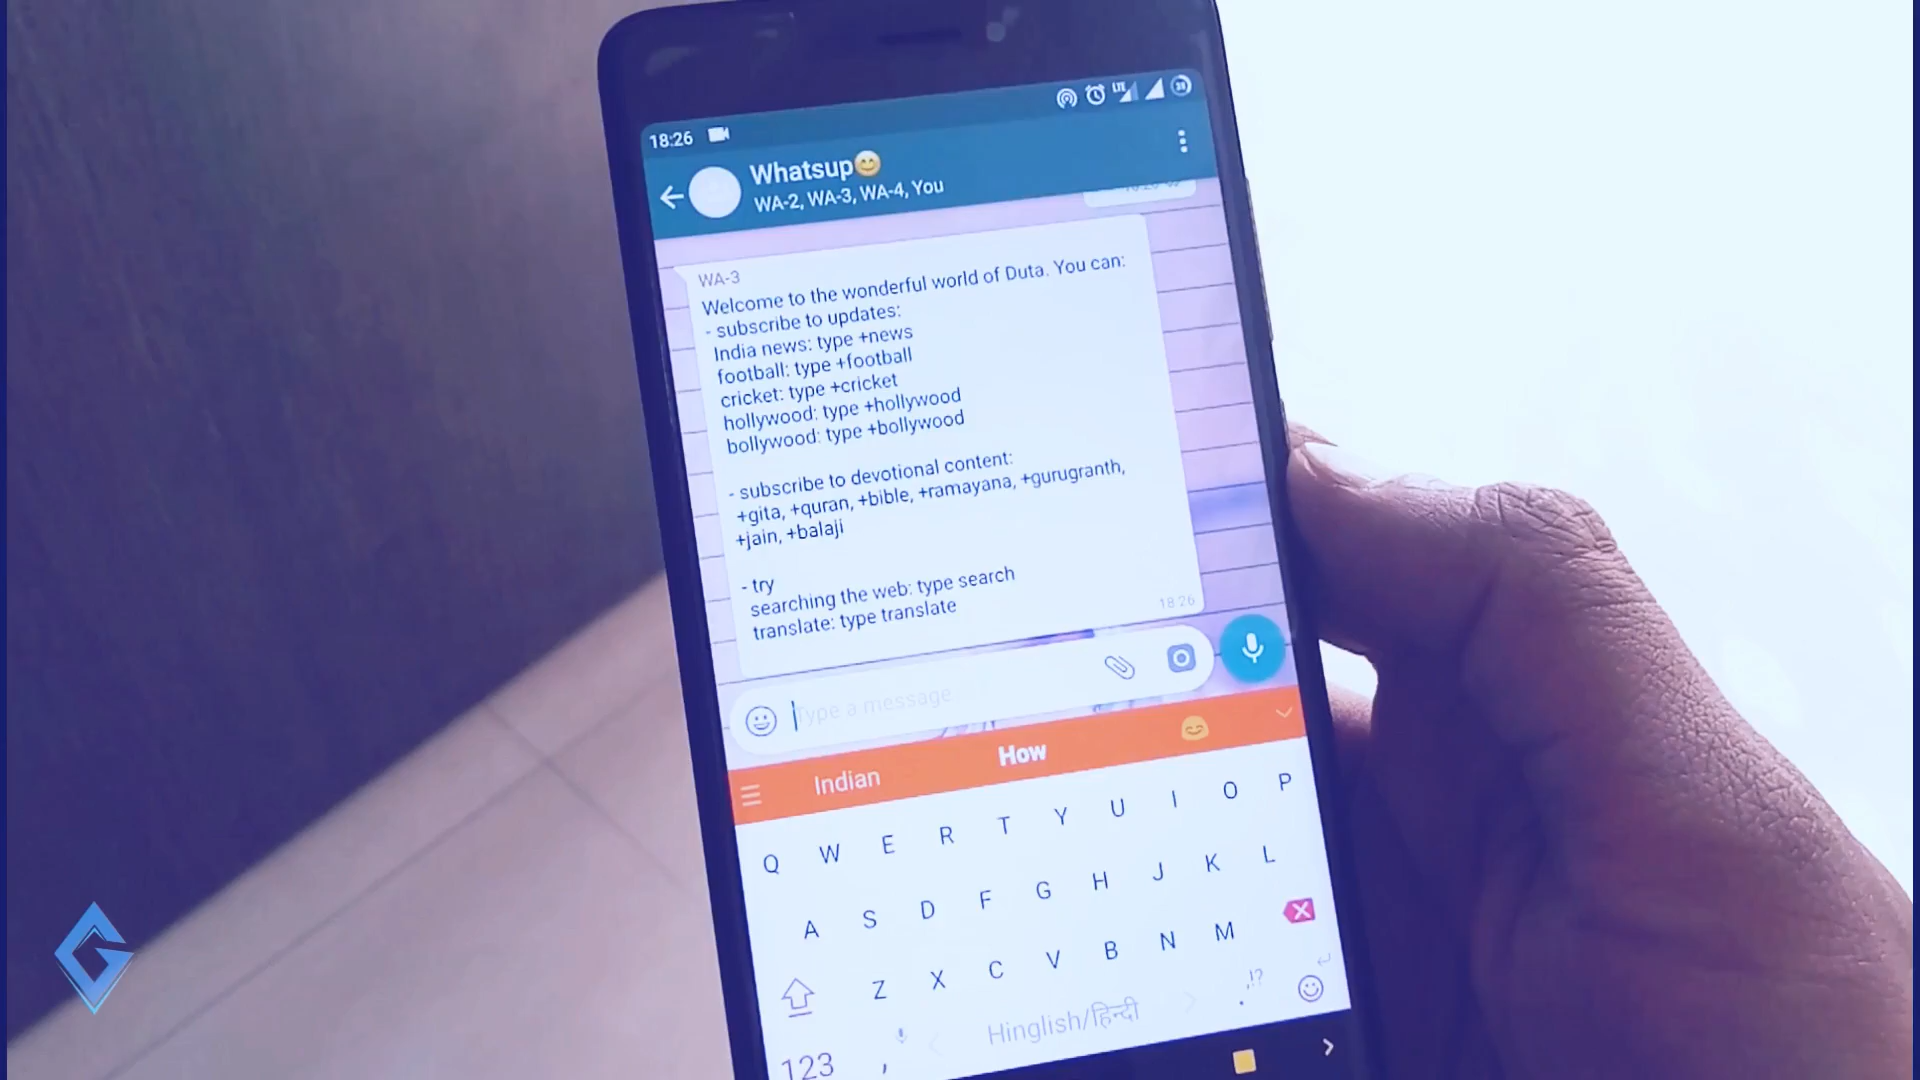 18:26
LTE
38
Whatsup😊
WA-2, WA-3, WA-4, You
WA-3
Welcome to the wonderful world of Duta. You can:
- subscribe to updates:
India news: type +news
football: type +football
cricket: type +cricket
hollywood: type +hollywood
bollywood: type +bollywood
- subscribe to devotional content:
+gita, +quran, +bible, +ramayana, +gurugranth,
+jain, +balaji
- try
searching the web: type search
translate: type translate
18:26
Type a message
Indian How 😊
Q W E R T Y U I O P
A S D F G H J K L
Z X C V B N M
123 , Hinglish/हिन्दी . ,!?
G